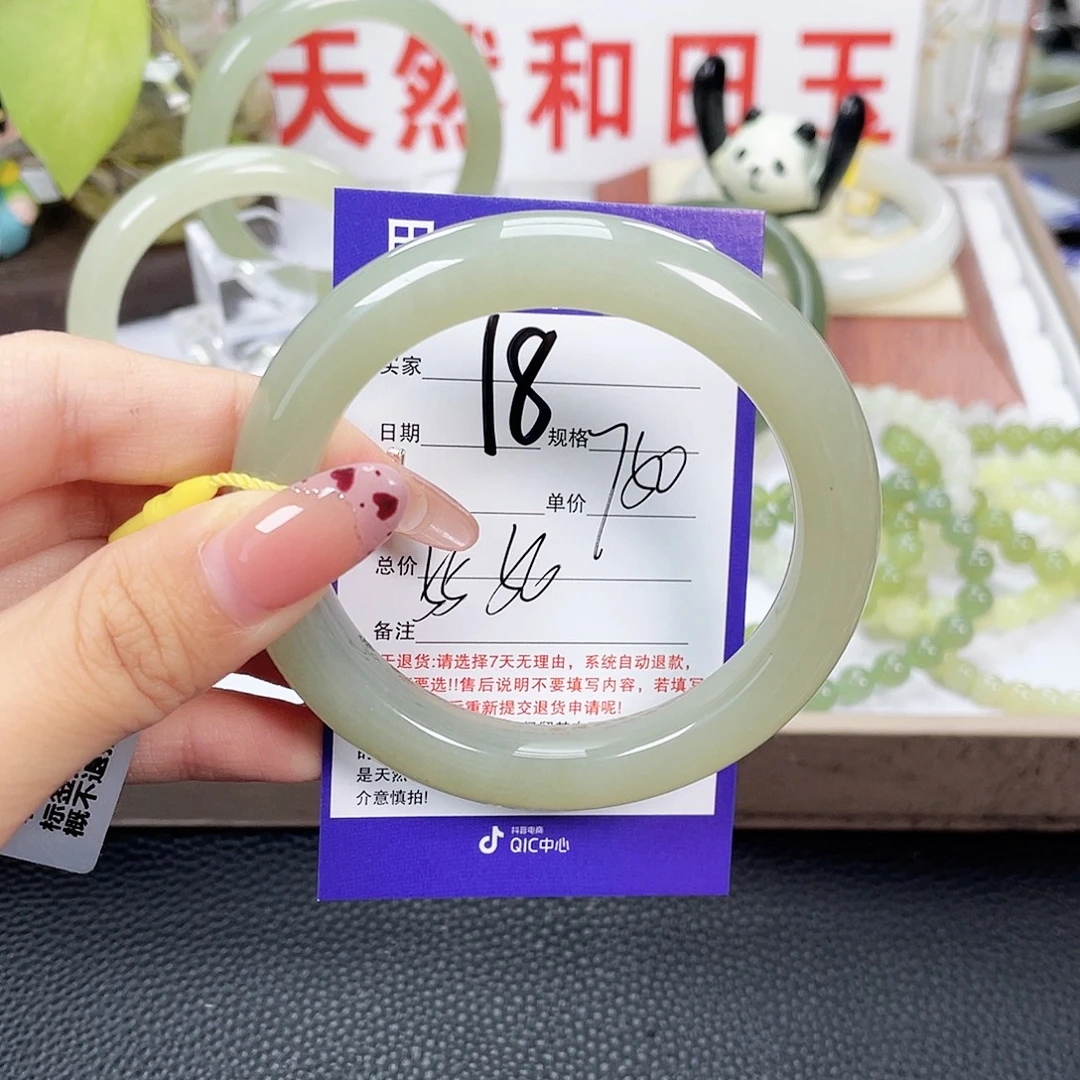 天然和田玉
买家
18
日期
规格
760
单价
总价
备注
退货:请选择7天无理由，系统自动退款，
要选!!售后说明不要填写内容，若填写
重新提交退货申请呢!
是天然
介意慎拍!
抖音电商
QIC中心
概不退